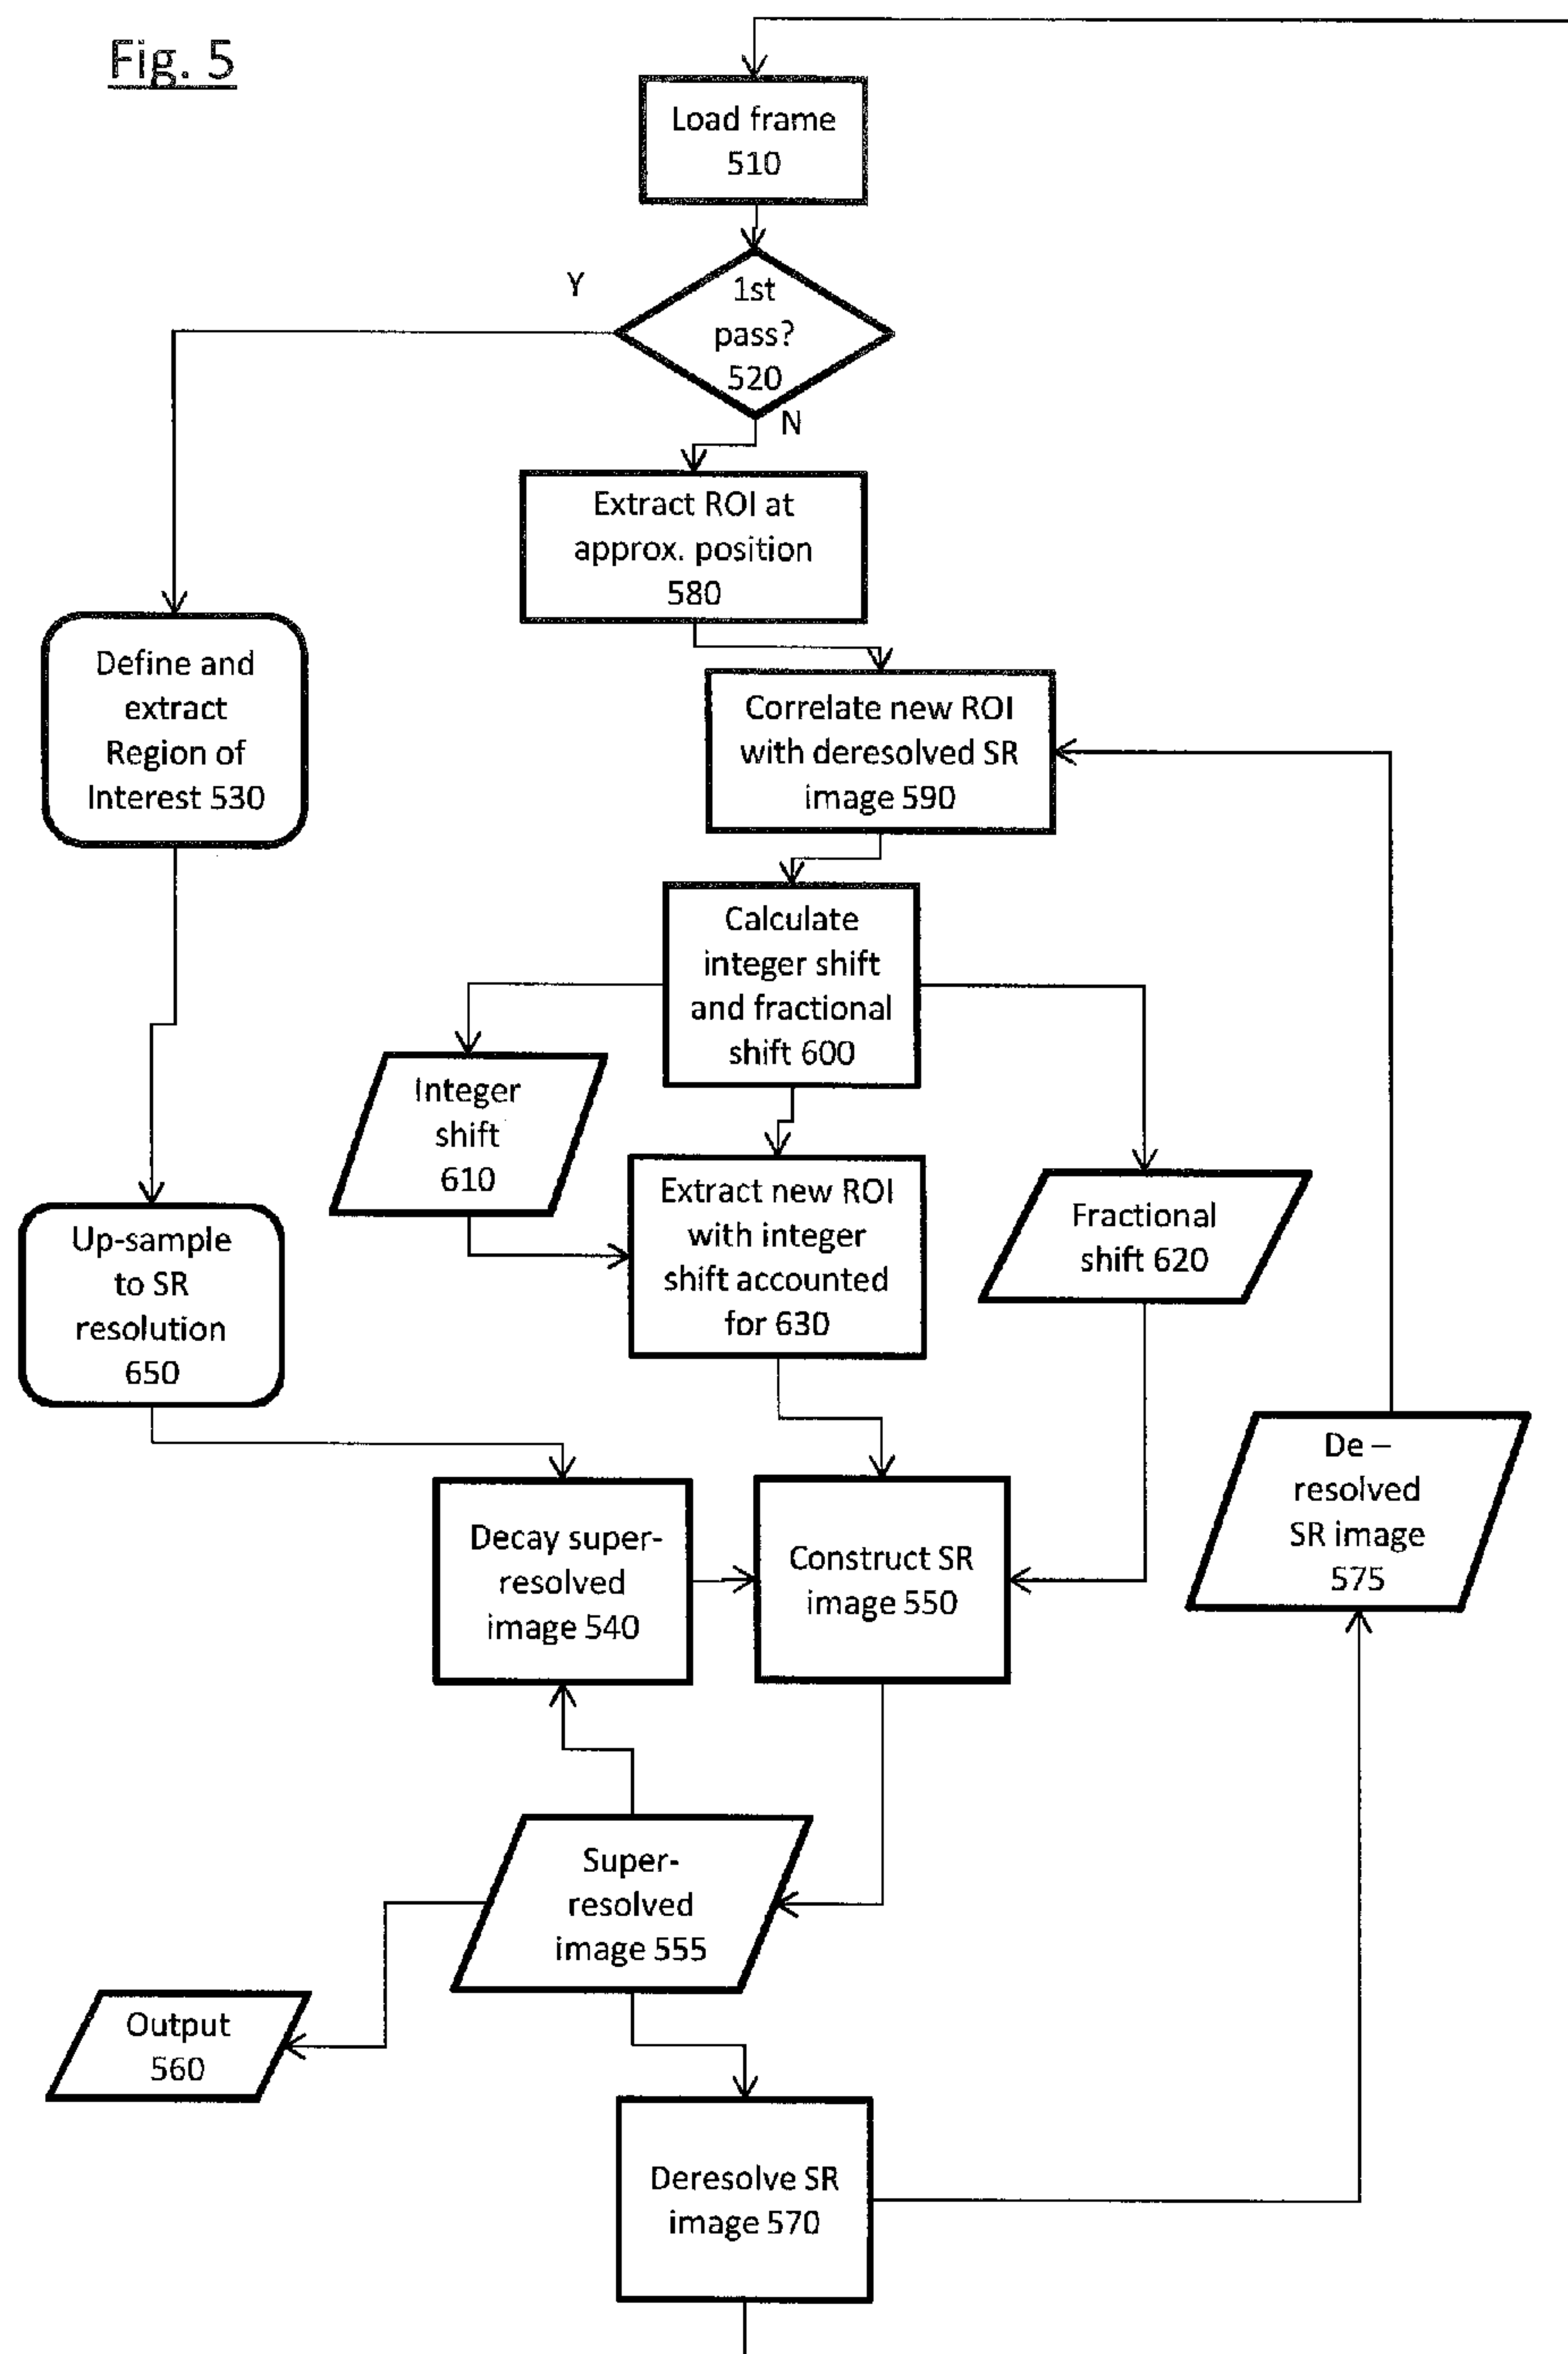 Fig. 5
Load frame
510
1st
pass?
520
Y
N
Extract ROI at
approx. position
580
Define and
extract
Region of
Interest 530
Correlate new ROI
with deresolved SR
image 590
Calculate
integer shift
and fractional
shift 600
Integer
shift
610
Extract new ROI
with integer
shift accounted
for 630
Fractional
shift 620
Up-sample
to SR
resolution
650
De –
resolved
SR image
575
Decay super-
resolved
image 540
Construct SR
image 550
Super-
resolved
image 555
Output
560
Deresolve SR
image 570